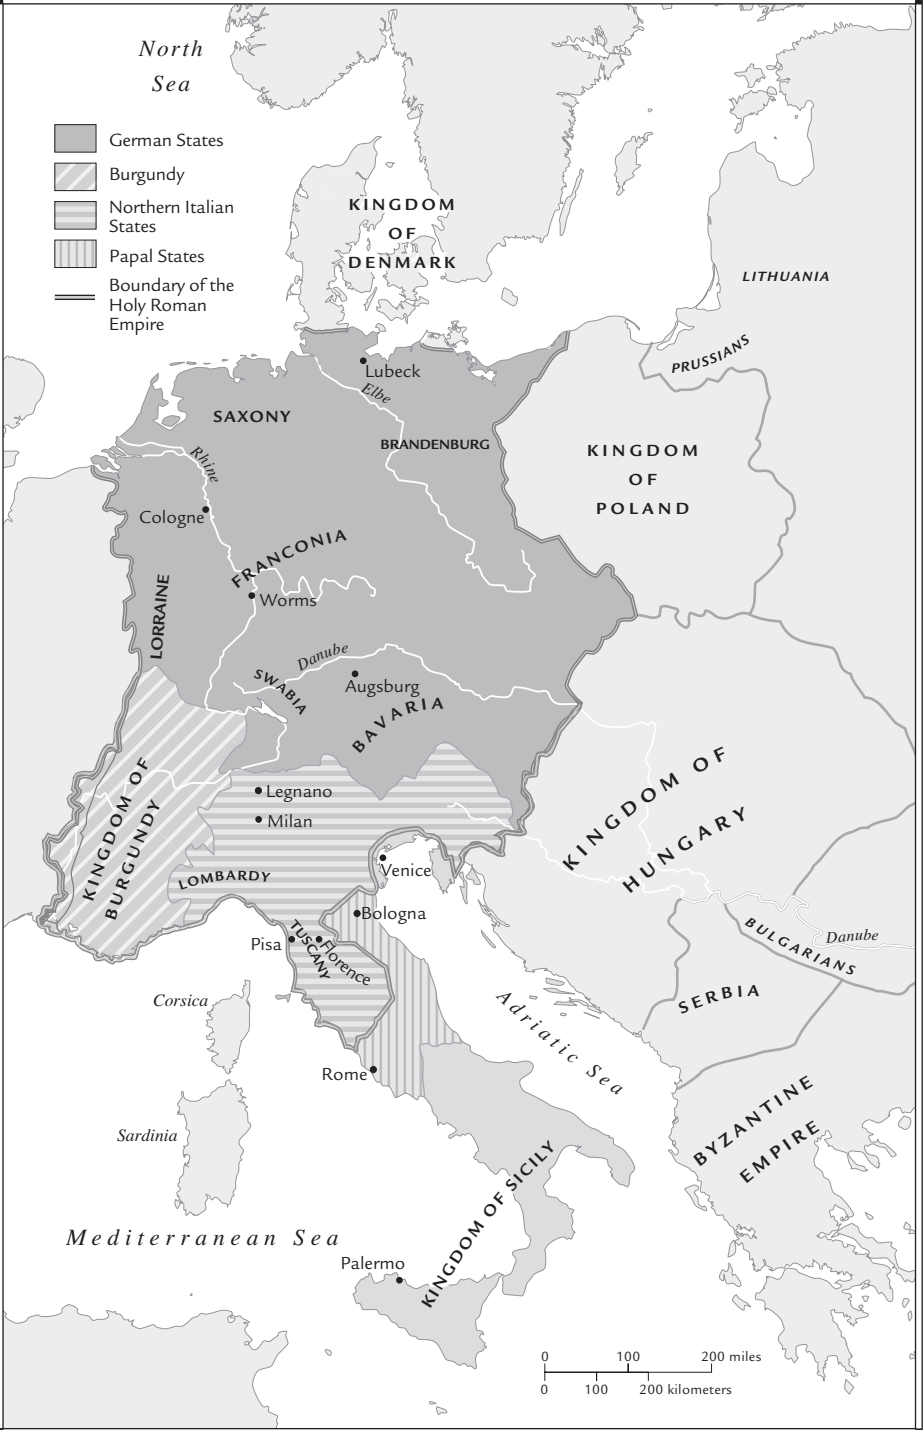 North
Sea
German States
Burgundy
Northern Italian
States
Papal States
Boundary of the
Holy Roman
Empire
KINGDOM
OF
DENMARK
LITHUANIA
PRUSSIANS
Lubeck
Elbe
SAXONY
BRANDENBURG
KINGDOM
OF
POLAND
Rhine
Cologne
FRANCONIA
LORRAINE
Worms
Danube
SWABIA
Augsburg
BAVARIA
KINGDOM OF
HUNGARY
KINGDOM OF
BURGUNDY
Legnano
Milan
LOMBARDY
Venice
Bologna
Pisa
TUSCANY
Florence
BULGARIANS
Danube
SERBIA
Corsica
Adriatic Sea
Rome
Sardinia
BYZANTINE
EMPIRE
KINGDOM OF SICILY
Mediterranean Sea
Palermo
0 100 200 miles
0 100 200 kilometers